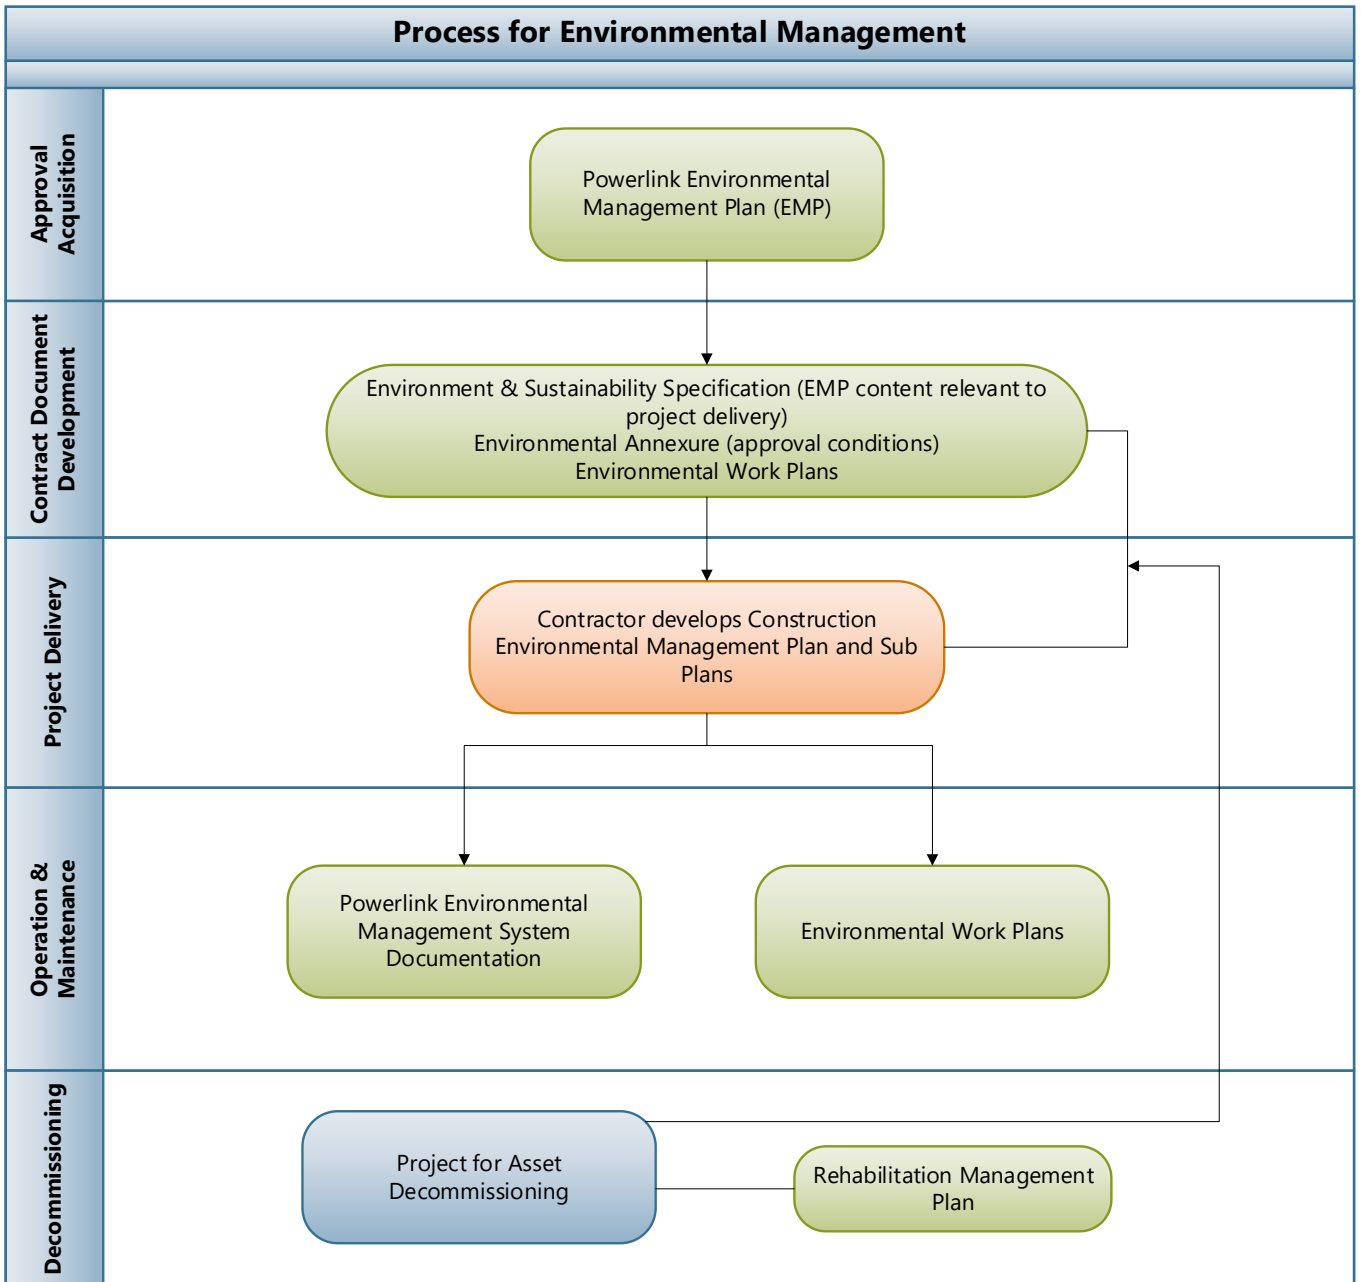 Process for Environmental Management
Approval
Acquisition
Powerlink Environmental
Management Plan (EMP)
Contract Document
Development
Environment & Sustainability Specification (EMP content relevant to
project delivery)
Environmental Annexure (approval conditions)
Environmental Work Plans
Project Delivery
Contractor develops Construction
Environmental Management Plan and Sub
Plans
Operation &
Maintenance
Powerlink Environmental
Management System
Documentation
Environmental Work Plans
Decommissioning
Project for Asset
Decommissioning
Rehabilitation Management
Plan